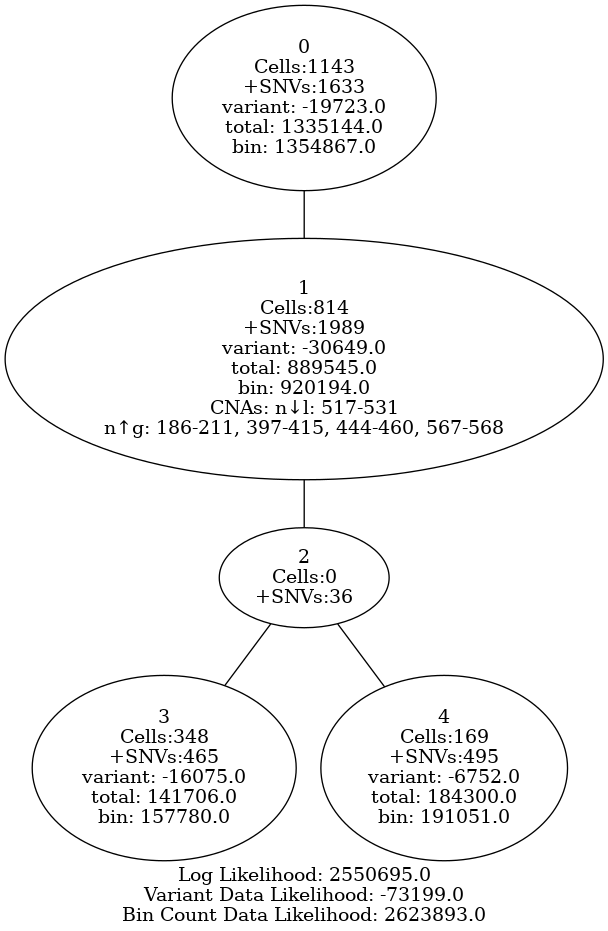 0
Cells:1143
+SNVs:1633
variant: -19723.0
total: 1335144.0
bin: 1354867.0
1
Cells:814
+SNVs:1989
variant: -30649.0
total: 889545.0
bin: 920194.0
CNAs: n↓l: 517-531
n↑g: 186-211, 397-415, 444-460, 567-568
2
Cells:0
+SNVs:36
3
Cells:348
+SNVs:465
variant: -16075.0
total: 141706.0
bin: 157780.0
4
Cells:169
+SNVs:495
variant: -6752.0
total: 184300.0
bin: 191051.0
Log Likelihood: 2550695.0
Variant Data Likelihood: -73199.0
Bin Count Data Likelihood: 2623893.0